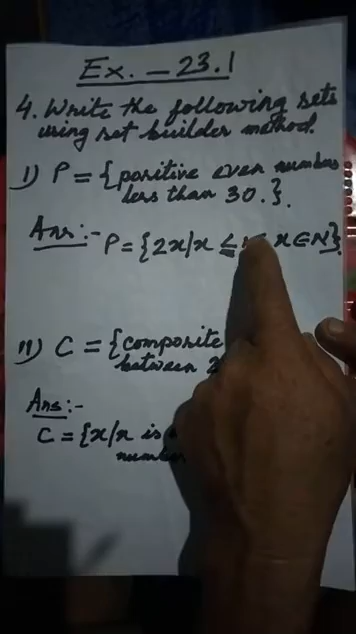 Ex. - 23.1
4. Write the following sets
using set builder method.
i) P = {positive even numbers
less than 30.}.
Ans:- P = {2x/x ≤ x ∈ N}.
ii) C = {composite
between 2
Ans:-
C = {x/x is
number